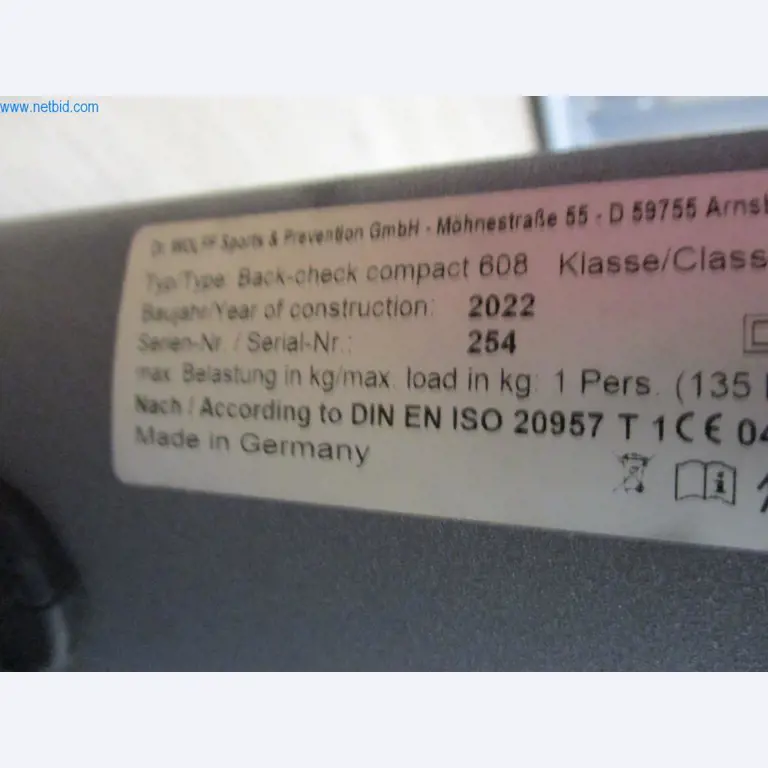 www.netbid.com
Dr. WOLFF Sports & Prevention GmbH - Möhnestraße 55 - D 59755 Arnsb
Typ/Type: Back-check compact 608 Klasse/Class
Baujahr/Year of construction: 2022
Serien-Nr. / Serial-Nr.: 254
max. Belastung in kg/max. load in kg: 1 Pers. (135
Nach / According to DIN EN ISO 20957 T 1 CE 04
Made in Germany